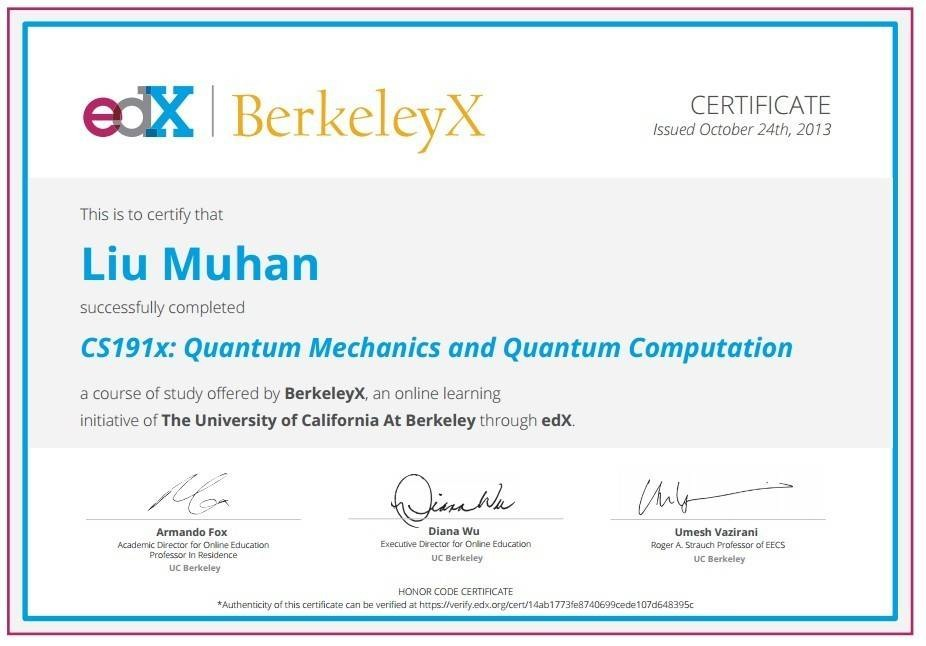 edX | BerkeleyX
CERTIFICATE
Issued October 24th, 2013
This is to certify that
Liu Muhan
successfully completed
CS191x: Quantum Mechanics and Quantum Computation
a course of study offered by BerkeleyX, an online learning
initiative of The University of California At Berkeley through edX.
Diana Wu
Armando Fox
Academic Director for Online Education
Professor In Residence
UC Berkeley
Diana Wu
Executive Director for Online Education
UC Berkeley
Umesh Vazirani
Roger A. Strauch Professor of EECS
UC Berkeley
HONOR CODE CERTIFICATE
*Authenticity of this certificate can be verified at https://verify.edx.org/cert/14ab1773fe8740699cede107d648395c